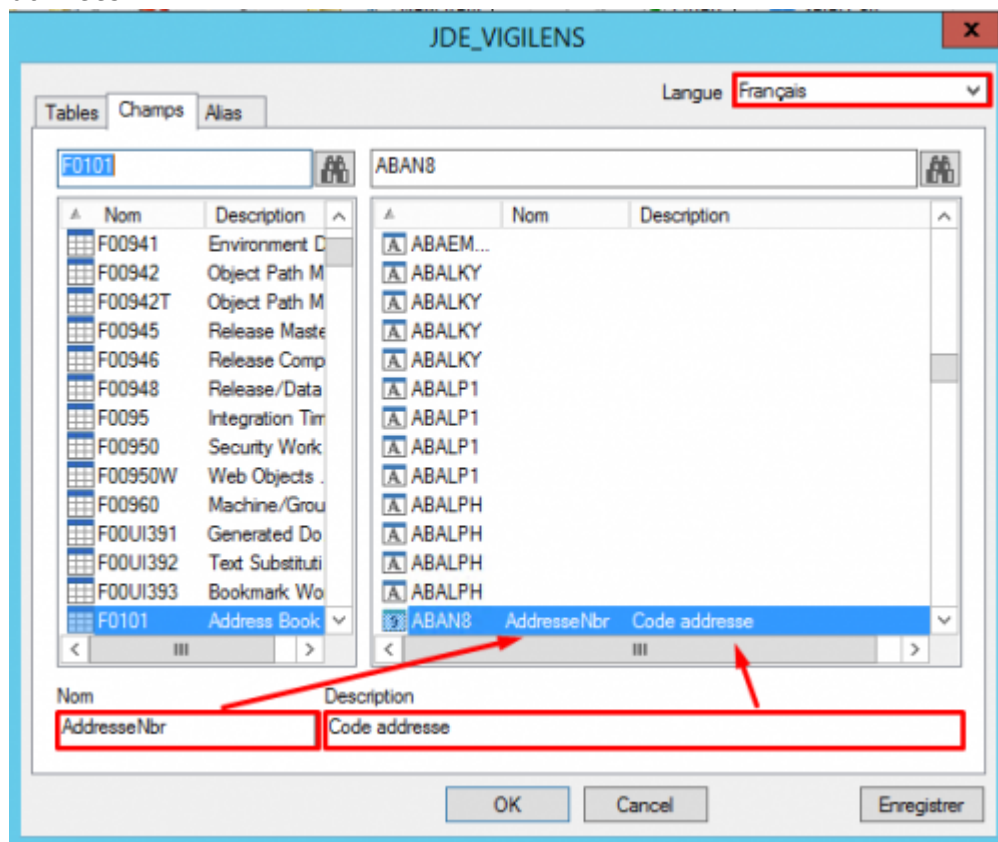 JDE_VIGILENS
x
Langue Français
Tables Champs Alias
F0101 ABAN8
Nom Description Nom Description
F00941 Environment D ABAEM...
F00942 Object Path M ABALKY
F00942T Object Path M ABALKY
F00945 Release Maste ABALKY
F00946 Release Comp ABALKY
F00948 Release/Data ABALP1
F0095 Integration Tim ABALP1
F00950 Security Work ABALP1
F00950W Web Objects . ABALP1
F00960 Machine/Grou ABALPH
F00UI391 Generated Do ABALPH
F00UI392 Text Substituti ABALPH
F00UI393 Bookmark Wo ABALPH
F0101 Address Book ABAN8 AddresseNbr Code addresse
Nom Description
AddresseNbr Code addresse
OK Cancel Enregistrer